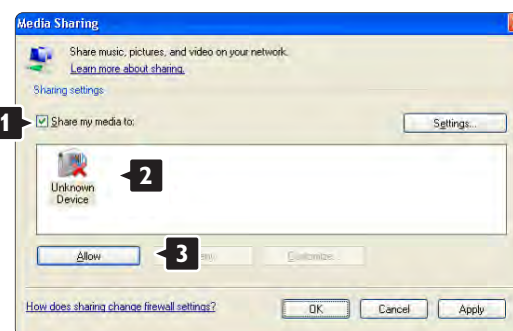 Media Sharing
Share music, pictures, and video on your network.
Learn more about sharing.
Sharing settings
1
Share my media to:
Settings...
Unknown
Device
2
Allow
3
Customize...
How does sharing change firewall settings?
OK
Cancel
Apply